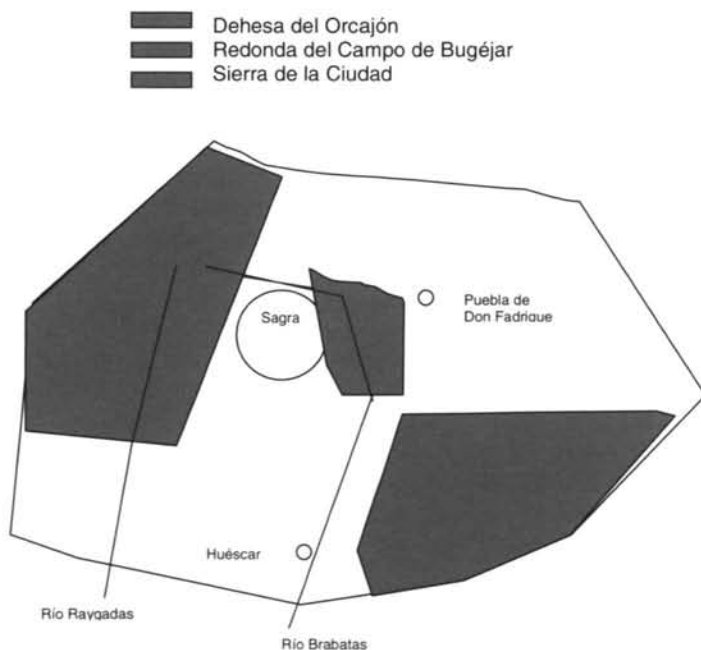 Dehesa del Orcajón
Redonda del Campo de Bugéjar
Sierra de la Ciudad
Sagra
Puebla de
Don Fadrique
Huéscar
Río Raygadas
Río Brabatas